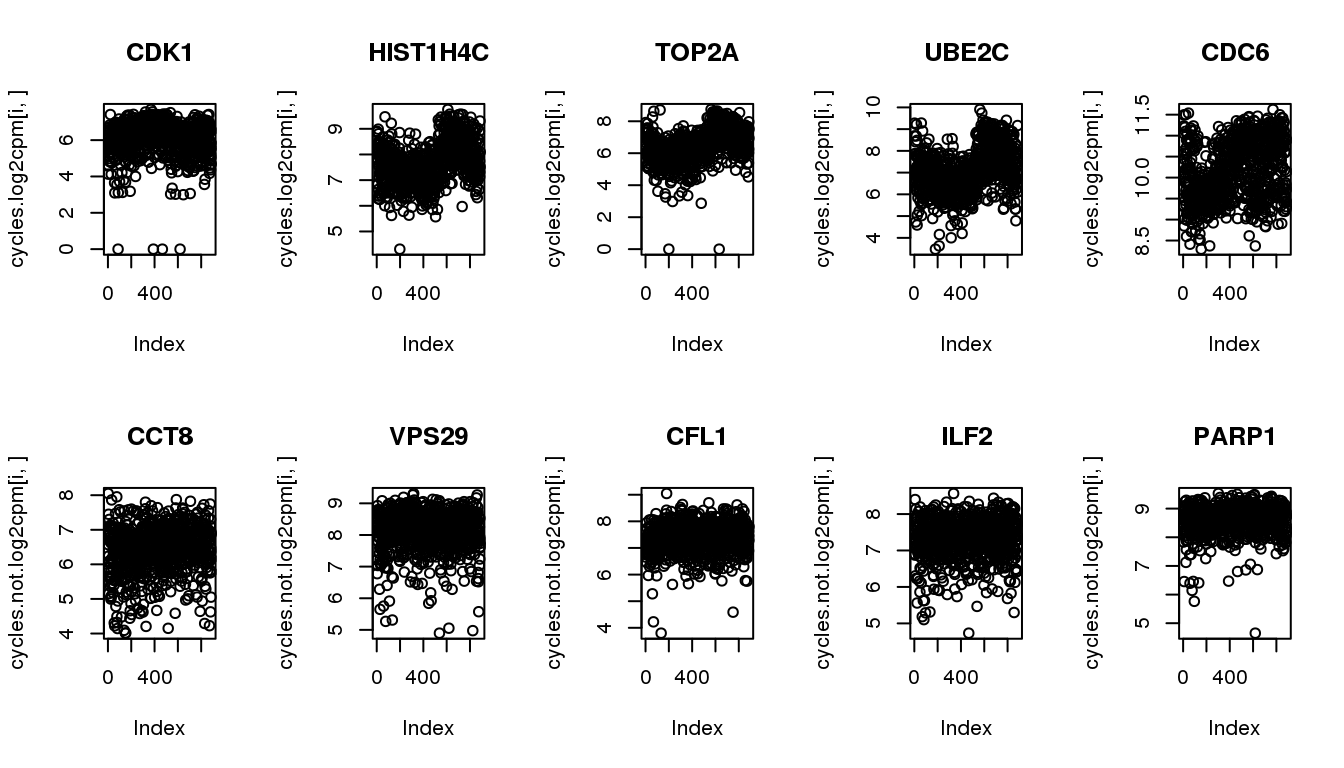 CDK1
HIST1H4C
TOP2A
UBE2C
CDC6
cycles.log2cpm[i, ]
0 2 4 6
0 400
Index
cycles.log2cpm[i, ]
5 7 9
0 400
Index
cycles.log2cpm[i, ]
0 2 4 6 8
0 400
Index
cycles.log2cpm[i, ]
4 6 8 10
0 400
Index
cycles.log2cpm[i, ]
8.5 10.0 11.5
0 400
Index
CCT8
VPS29
CFL1
ILF2
PARP1
cycles.not.log2cpm[i, ]
4 5 6 7 8
0 400
Index
cycles.not.log2cpm[i, ]
5 6 7 8 9
0 400
Index
cycles.not.log2cpm[i, ]
4 6 8
0 400
Index
cycles.not.log2cpm[i, ]
5 6 7 8
0 400
Index
cycles.not.log2cpm[i, ]
5 7 9
0 400
Index